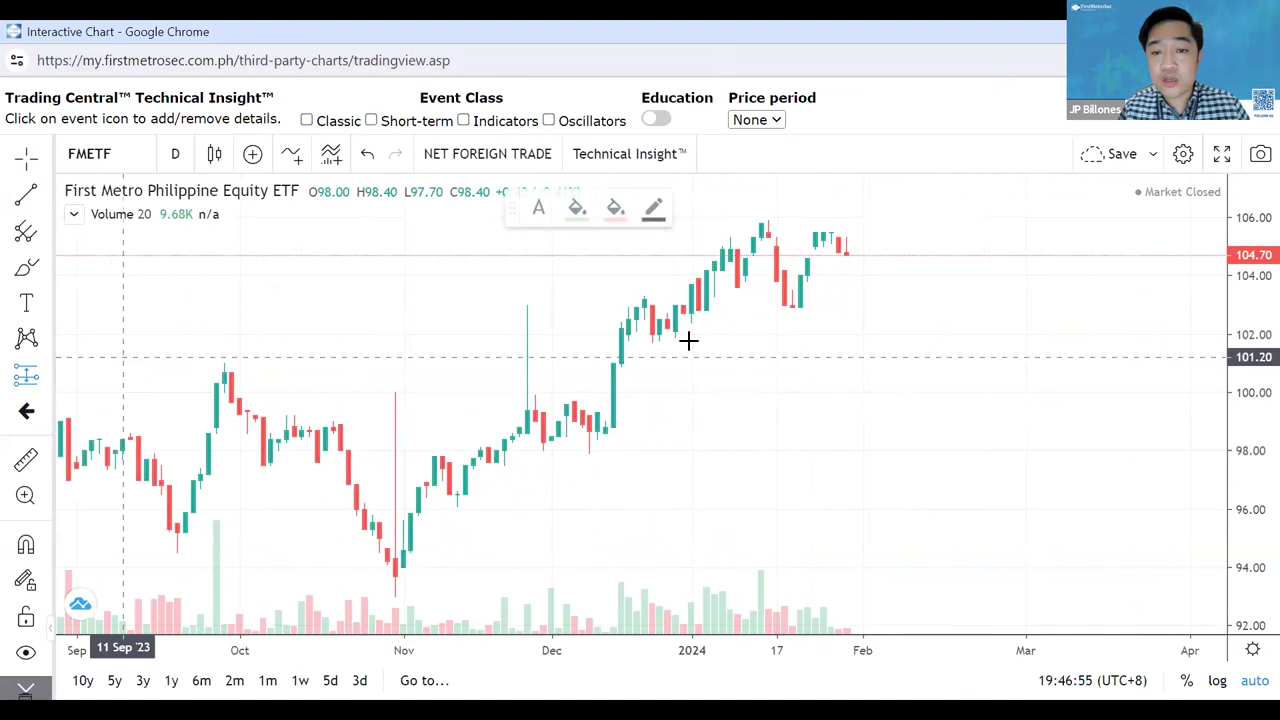 Interactive Chart - Google Chrome
https://my.firstmetrosec.com.ph/third-party-charts/tradingview.asp
FirstMetroSec
JP Billones
FOLLOW US
Trading Central™ Technical Insight™
Event Class
Education
Price period
Click on event icon to add/remove details.
Classic Short-term Indicators Oscillators
None
FMETF D NET FOREIGN TRADE Technical Insight™ Save
First Metro Philippine Equity ETF O98.00 H98.40 L97.70 C98.40
Market Closed
Volume 20 9.68K n/a
A
T
106.00
104.70
104.00
102.00
101.20
100.00
98.00
96.00
94.00
92.00
Sep 11 Sep '23 Oct Nov Dec 2024 17 Feb Mar Apr
10y 5y 3y 1y 6m 2m 1m 1w 5d 3d Go to... 19:46:55 (UTC+8) % log auto